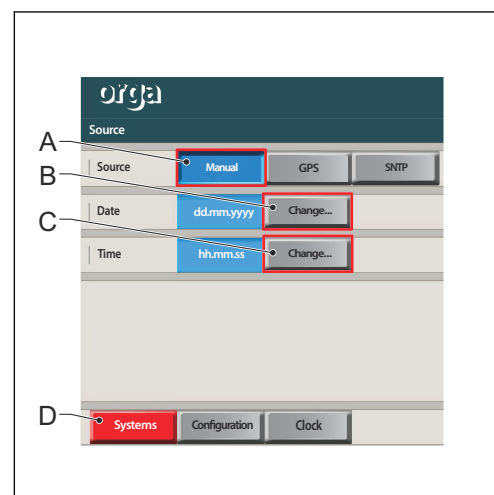 orga
Source
A
Source Manual GPS SNTP
B
Date dd.mm.yyyy Change...
C
Time hh.mm.ss Change...
D
Systems Configuration Clock